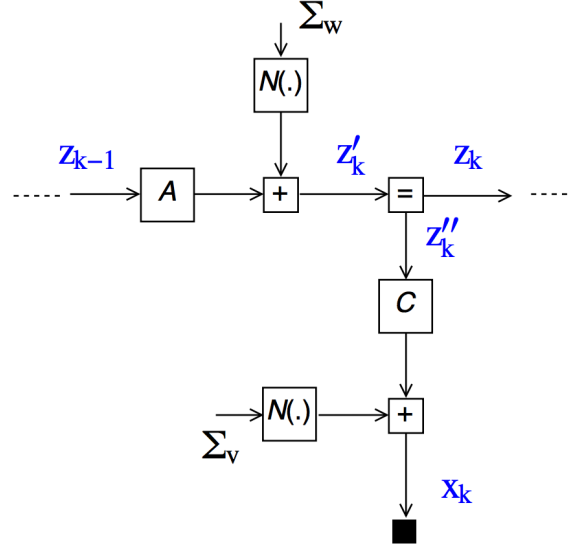 Σw
N(.)
zk−1
z′k
zk
A
+
=
z″k
C
N(.)
+
Σv
xk